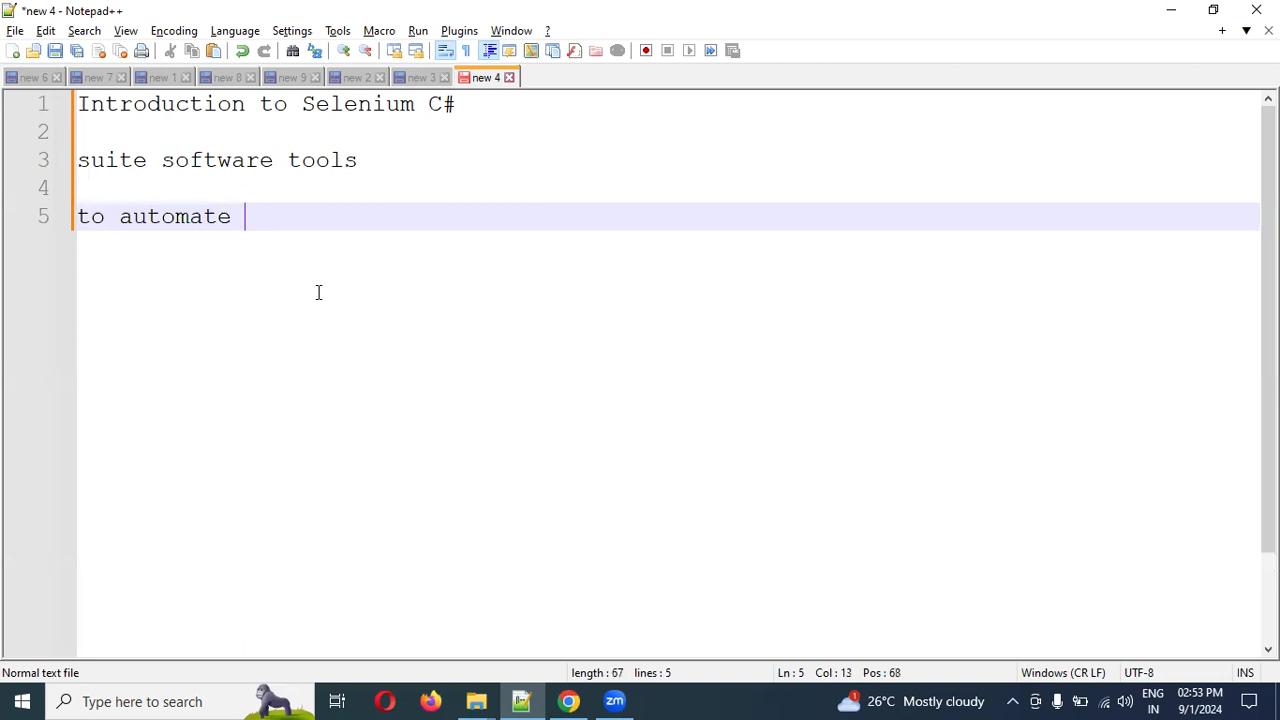 *new 4 - Notepad++
File Edit Search View Encoding Language Settings Tools Macro Run Plugins Window ?
new 6 new 7 new 1 new 8 new 9 new 2 new 3 new 4
1 Introduction to Selenium C#
2
3 suite software tools
4
5 to automate
Normal text file length : 67 lines : 5 Ln : 5 Col : 13 Pos : 68 Windows (CR LF) UTF-8 INS
Type here to search 26°C Mostly cloudy ENG IN 02:53 PM 9/1/2024